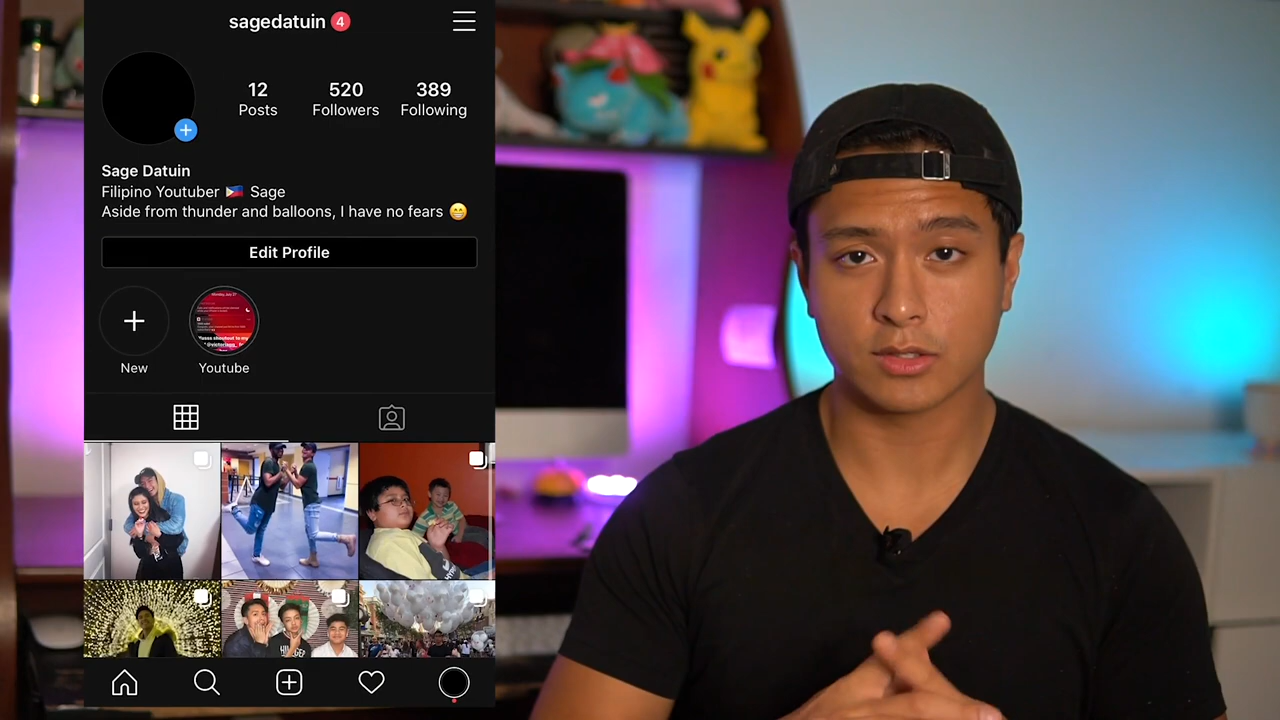 sagedatuin 4
12 520 389
Posts Followers Following
Sage Datuin
Filipino Youtuber 🇵🇭 Sage
Aside from thunder and balloons, I have no fears 😁
Edit Profile
New Youtube